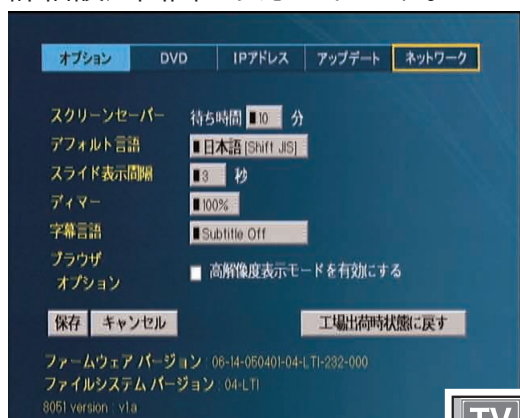 オプション DVD IPアドレス アップデート ネットワーク
スクリーンセーバー 待ち時間 10 分
デフォルト言語 日本語 [Shift JIS]
スライド表示間隔 3 秒
ディマー 100%
字幕言語 Subtitle Off
ブラウザ
オプション 高解像度表示モードを有効にする
保存 キャンセル 工場出荷時状態に戻す
ファームウェア バージョン : 06-14-050401-04-LTI-232-000
ファイルシステム バージョン : 04-LTI
8051 version : v1a
TV